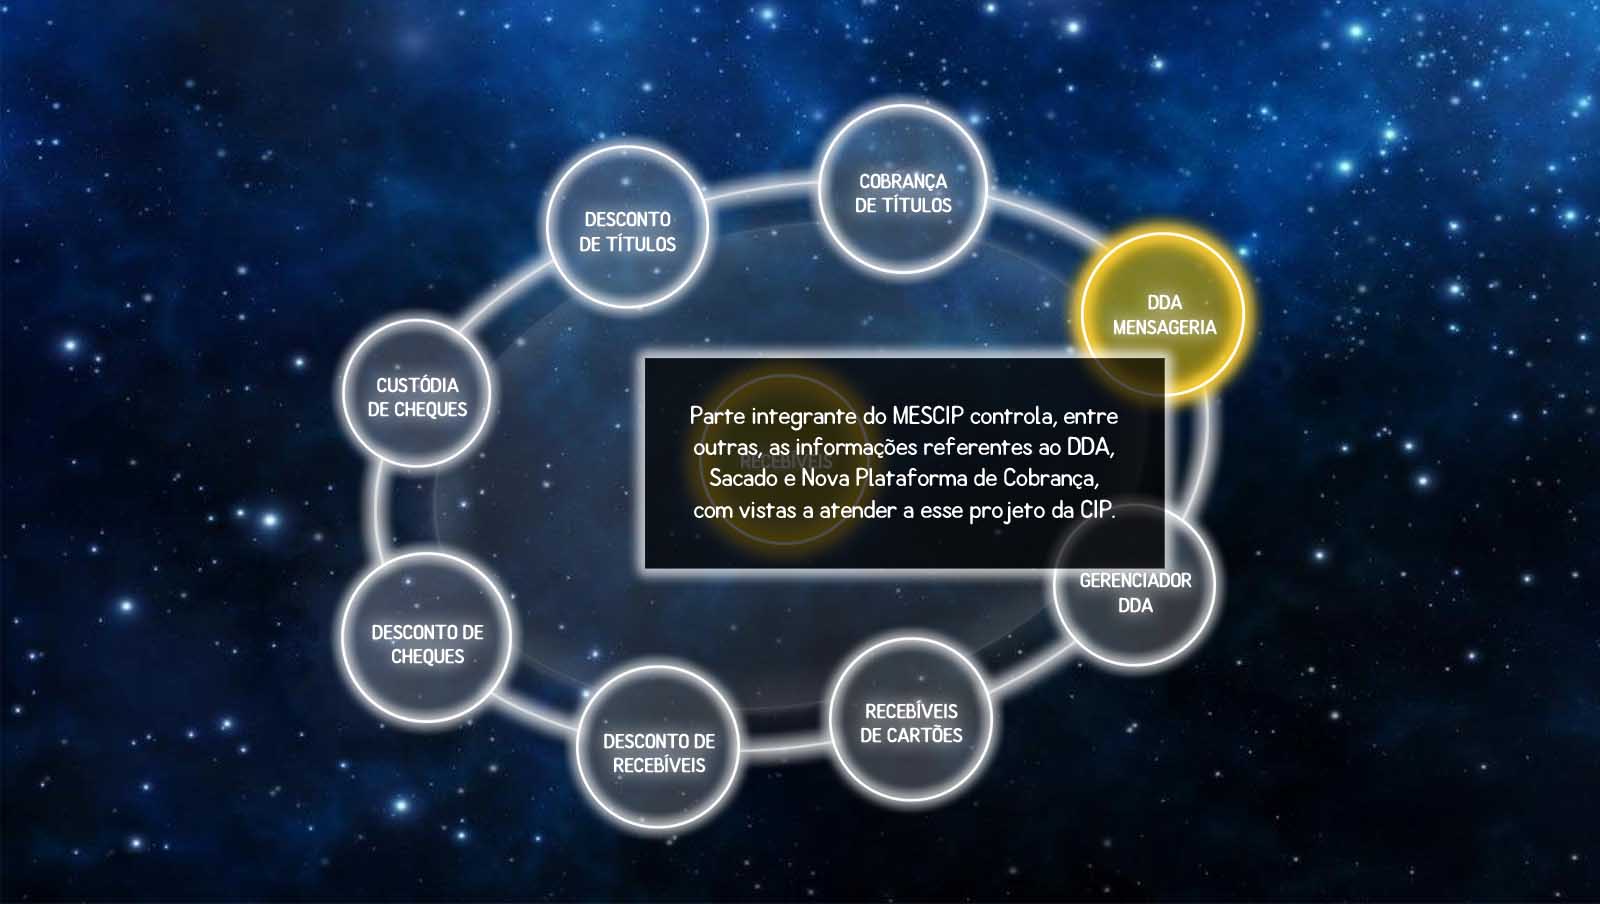 COBRANÇA
DE TÍTULOS
DESCONTO
DE TÍTULOS
DDA
MENSAGERIA
CUSTÓDIA
DE CHEQUES
Parte integrante do MESCIP controla, entre
outras, as informações referentes ao DDA,
Sacado e Nova Plataforma de Cobrança,
com vistas a atender a esse projeto da CIP.
RECEBÍVEIS
GERENCIADOR
DDA
DESCONTO DE
CHEQUES
RECEBÍVEIS
DE CARTÕES
DESCONTO DE
RECEBÍVEIS